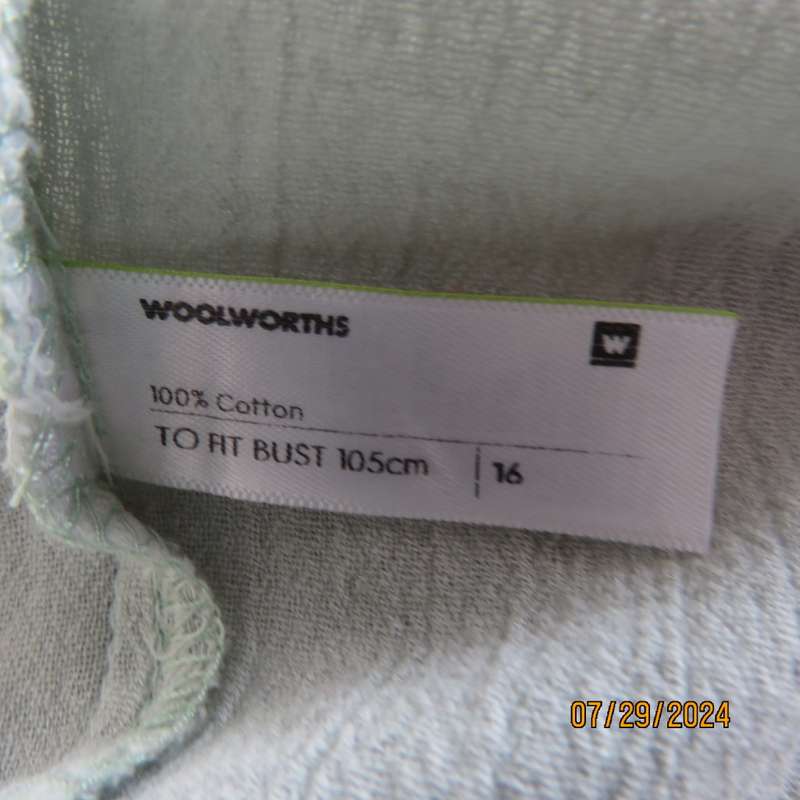 WOOLWORTHS
W
100% Cotton
TO FIT BUST 105cm | 16
07/29/2024